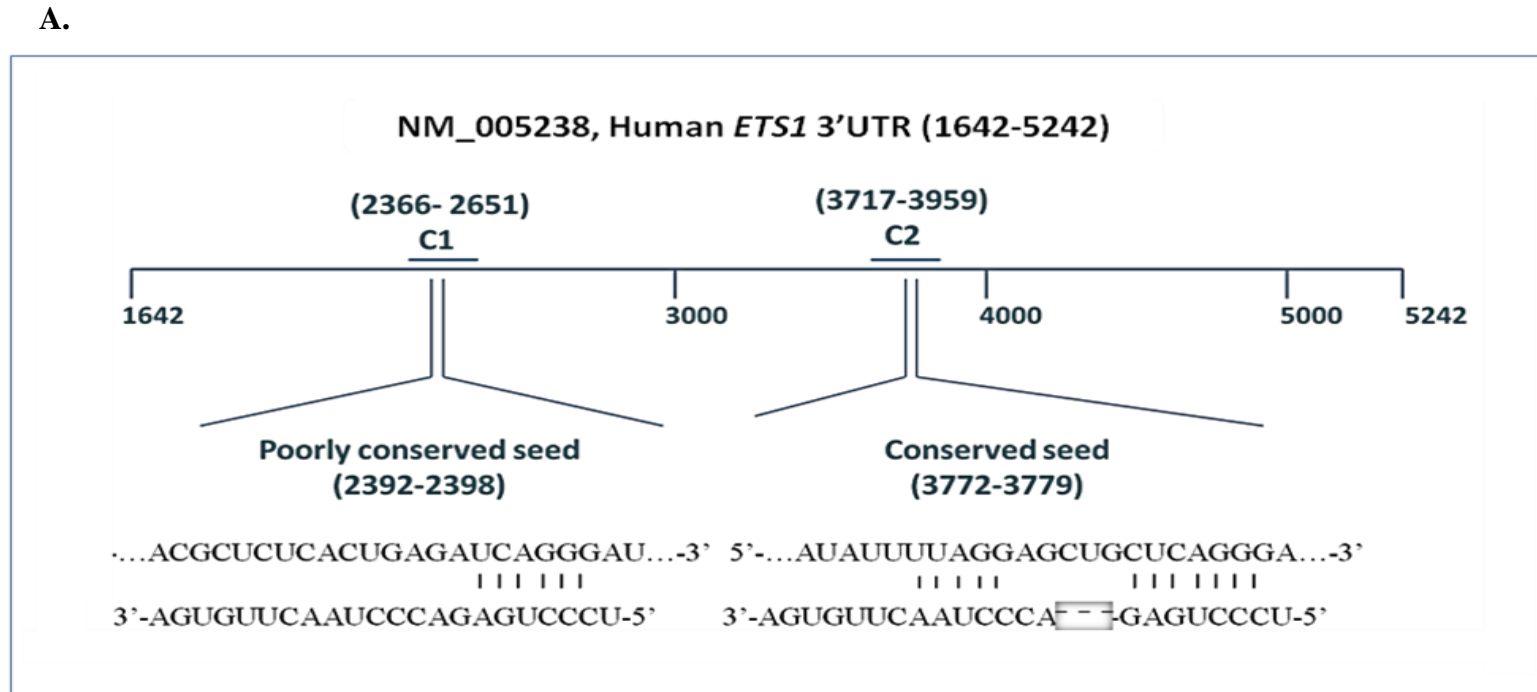 A.
NM_005238, Human ETS1 3’UTR (1642-5242)
(2366- 2651)
C1
(3717-3959)
C2
1642
3000
4000
5000
5242
Poorly conserved seed
(2392-2398)
Conserved seed
(3772-3779)
·…ACGCUCUCACUGAGAUCAGGGAU…-3’
3’-AGUGUUCAAUCCCAGAGUCCCU-5’
5’-…AUAUUUUAGGAGCUGCUCAGGGA…-3’
3’-AGUGUUCAAUCCCA---GAGUCCCU-5’